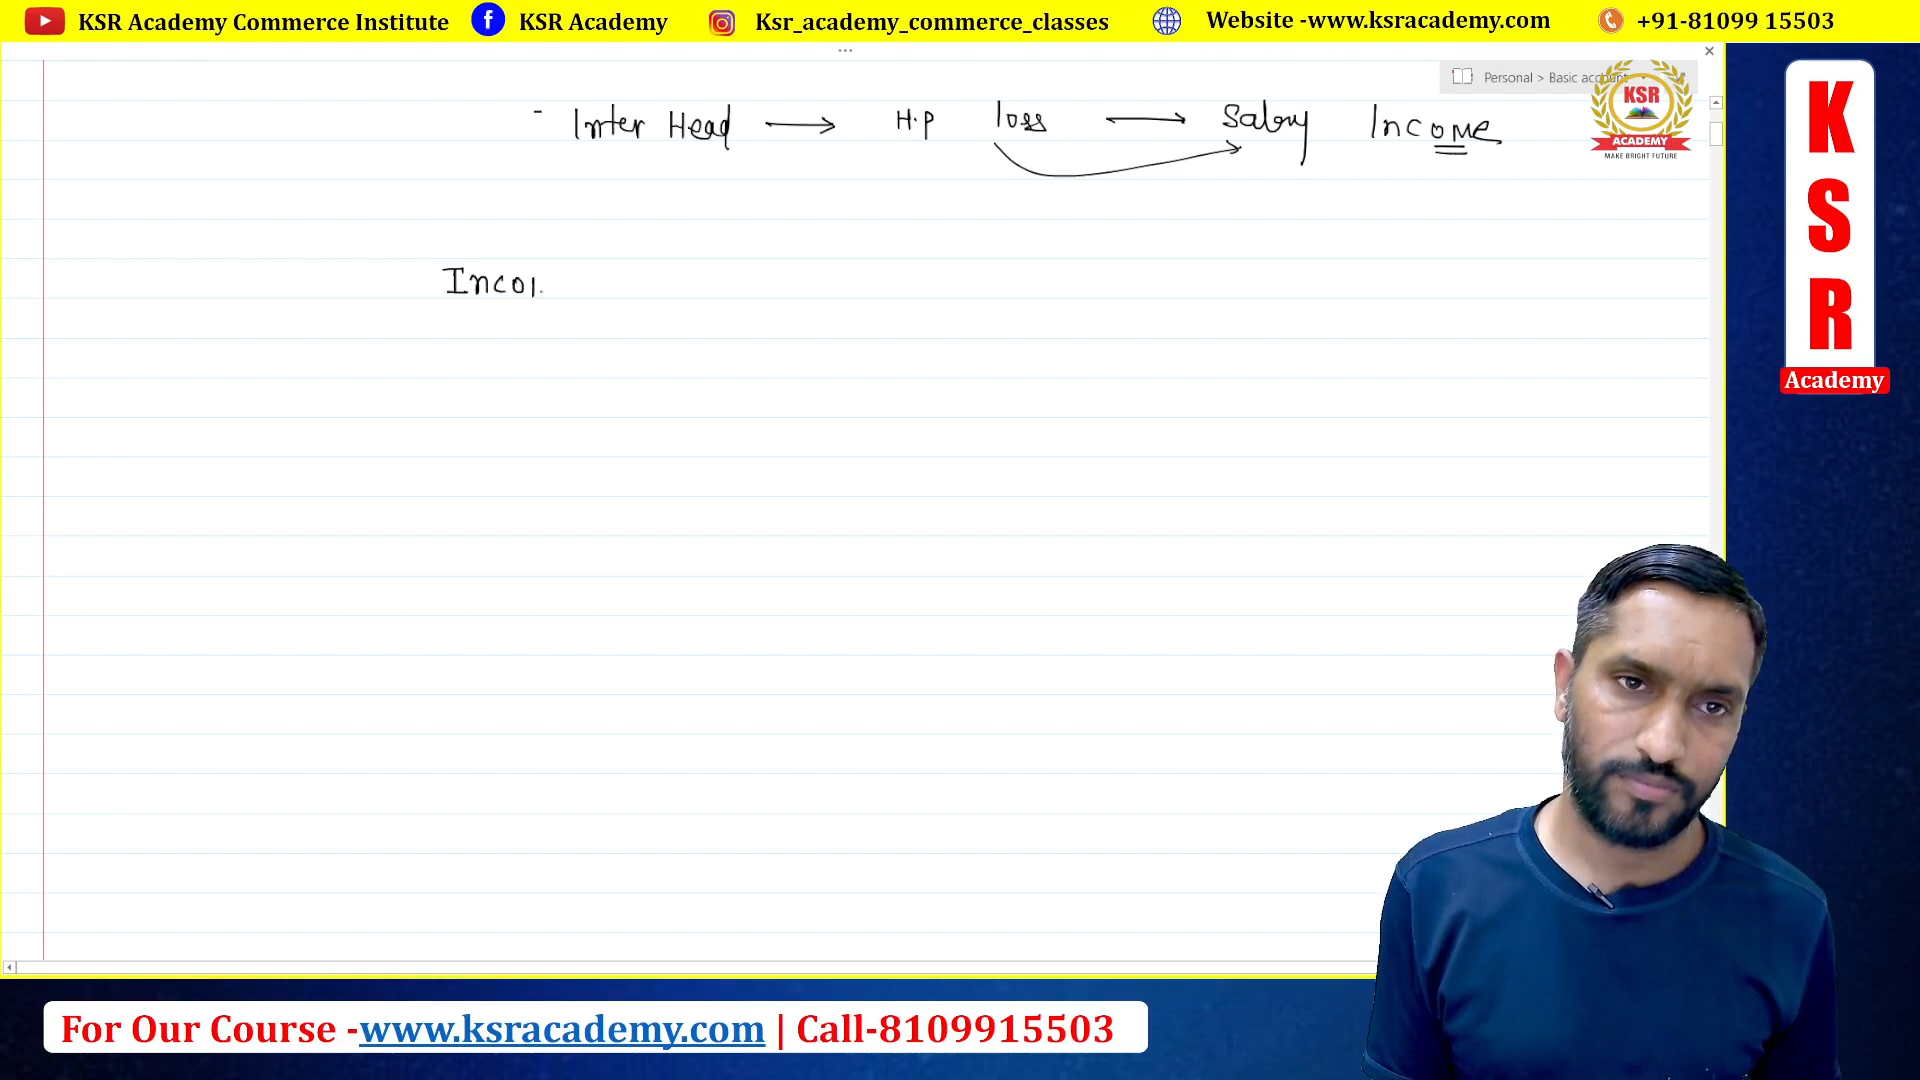 KSR Academy Commerce Institute KSR Academy Ksr_academy_commerce_classes Website -www.ksracademy.com +91-81099 15503
Personal > Basic account
KSR
ACADEMY
MAKE BRIGHT FUTURE
- Inter Head → H.P loss → Salary Income
Inco
K
S
R
Academy
For Our Course -www.ksracademy.com | Call-8109915503